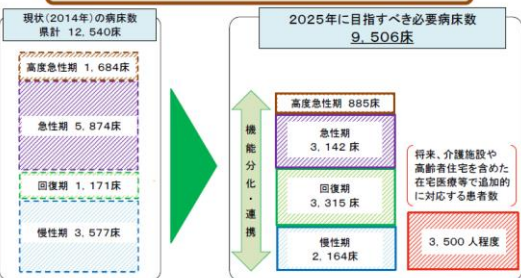 現状(2014年)の病床数
県計 12,540床
高度急性期 1,684床
急性期 5,874床
回復期 1,171床
慢性期 3,577床
2025年に目指すべき必要病床数
9,506床
機能分化・連携
高度急性期 885床
急性期
3,142床
回復期
3,315床
慢性期
2,164床
将来、介護施設や
高齢者住宅を含めた
在宅医療等で追加的
に対応する患者数
3,500人程度